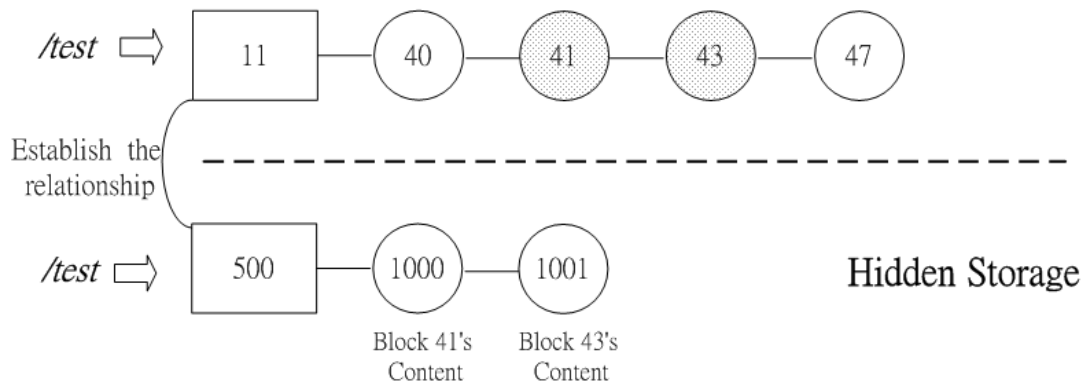 /test
11
40
41
43
47
Establish the
relationship
/test
500
1000
1001
Hidden Storage
Block 41's
Content
Block 43's
Content